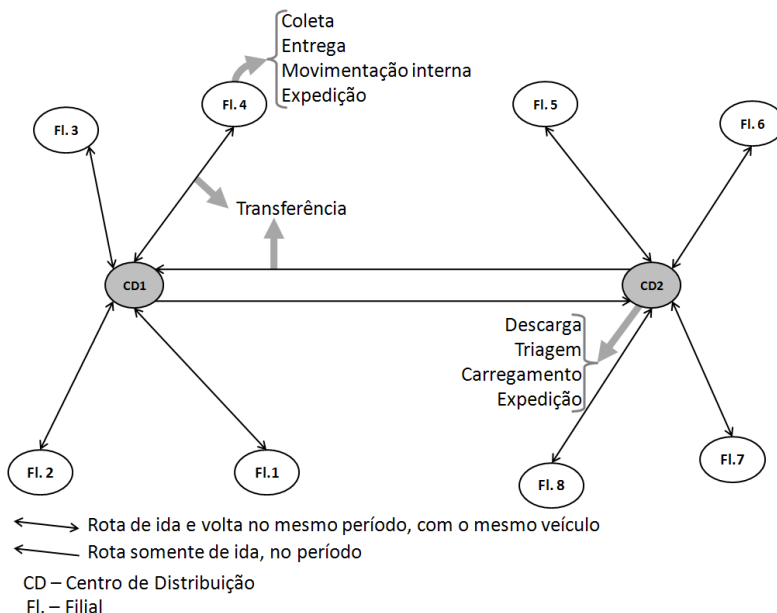 Coleta
Entrega
Movimentação interna
Expedição
Fl. 4
Fl. 3
Fl. 5
Fl. 6
Transferência
CD1
CD2
Descarga
Triagem
Carregamento
Expedição
Fl. 2
Fl.1
Fl. 8
Fl.7
Rota de ida e volta no mesmo período, com o mesmo veículo
Rota somente de ida, no período
CD – Centro de Distribuição
Fl. – Filial